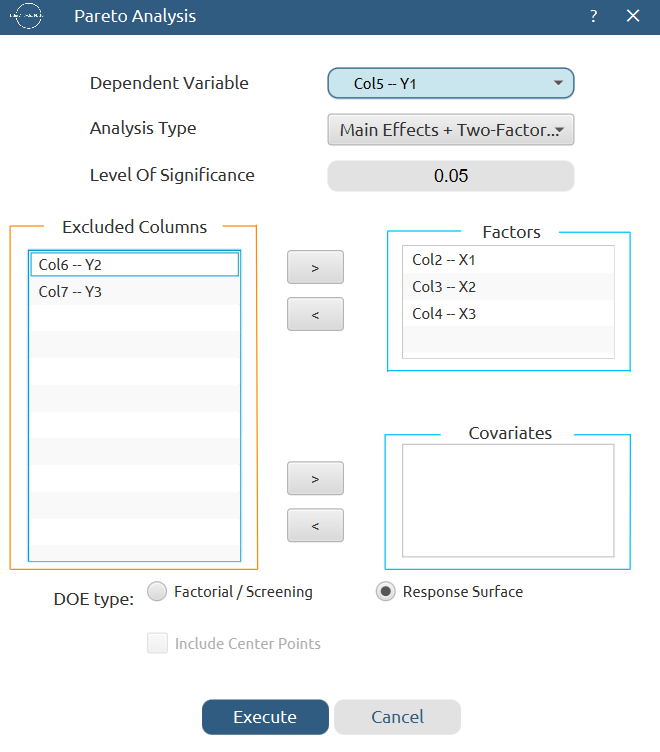 Pareto Analysis
?
Dependent Variable
Col5 -- Y1
Analysis Type
Main Effects + Two-Factor...
Level Of Significance
0.05
Excluded Columns
Col6 -- Y2
Col7 -- Y3
>
<
Factors
Col2 -- X1
Col3 -- X2
Col4 -- X3
>
<
Covariates
DOE type:
Factorial / Screening
Response Surface
Include Center Points
Execute
Cancel